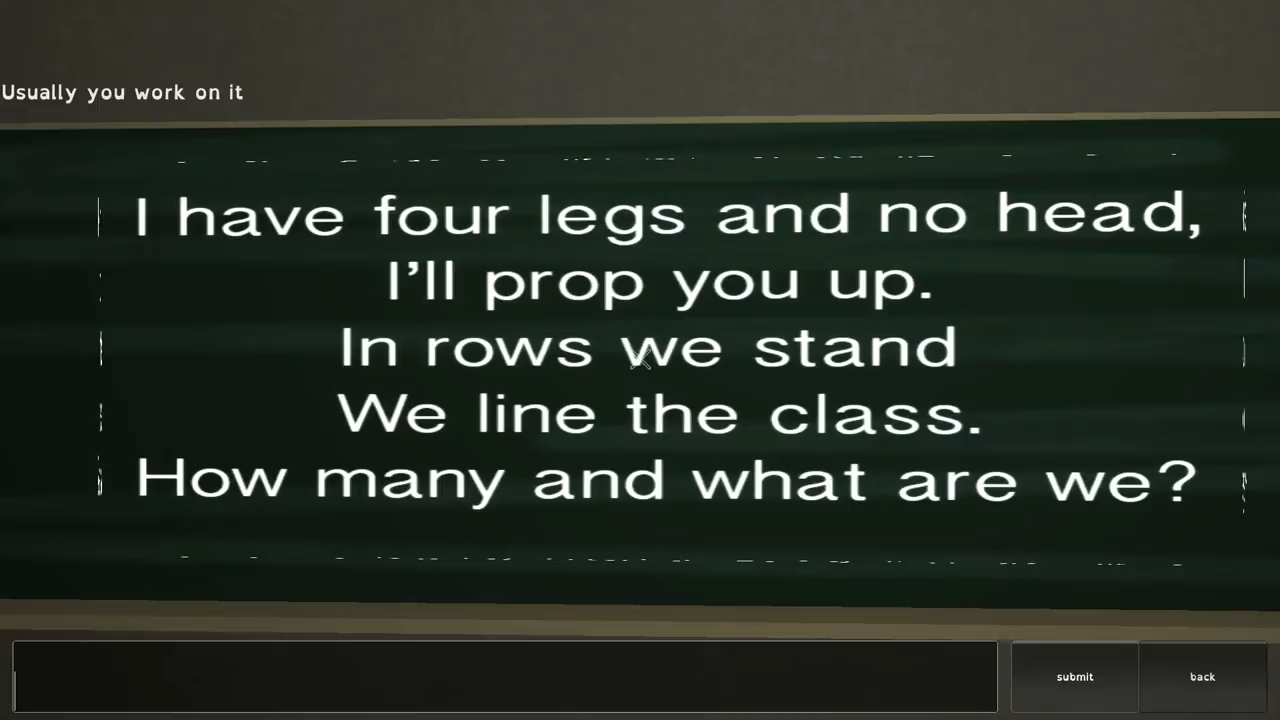 Usually you work on it
I have four legs and no head,
I'll prop you up.
In rows we stand
We line the class.
How many and what are we?
submit
back